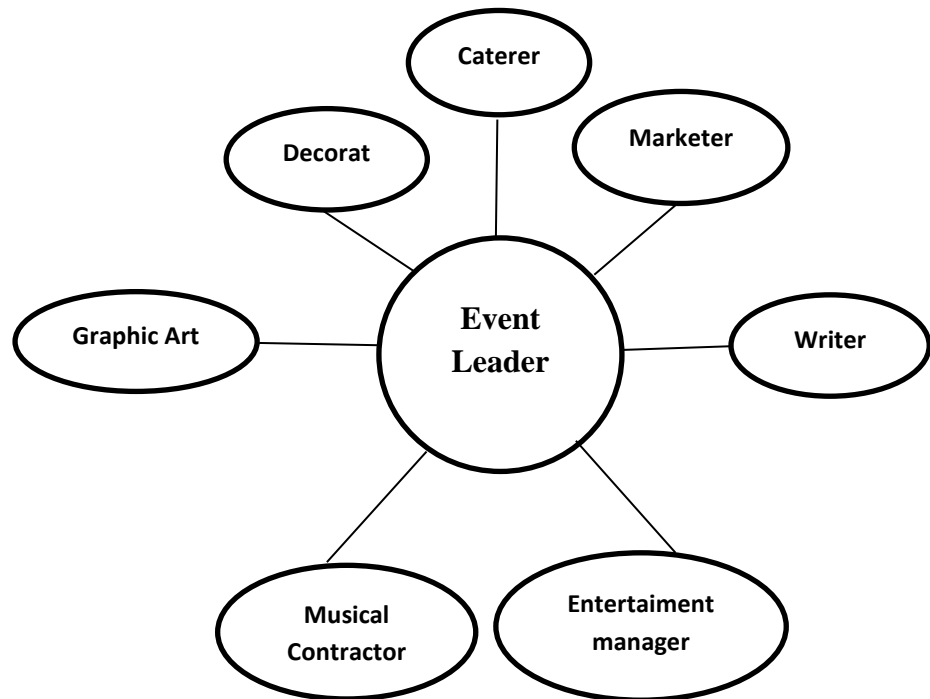 Caterer
Decorat
Marketer
Graphic Art
Event
Leader
Writer
Musical
Contractor
Entertaiment
manager